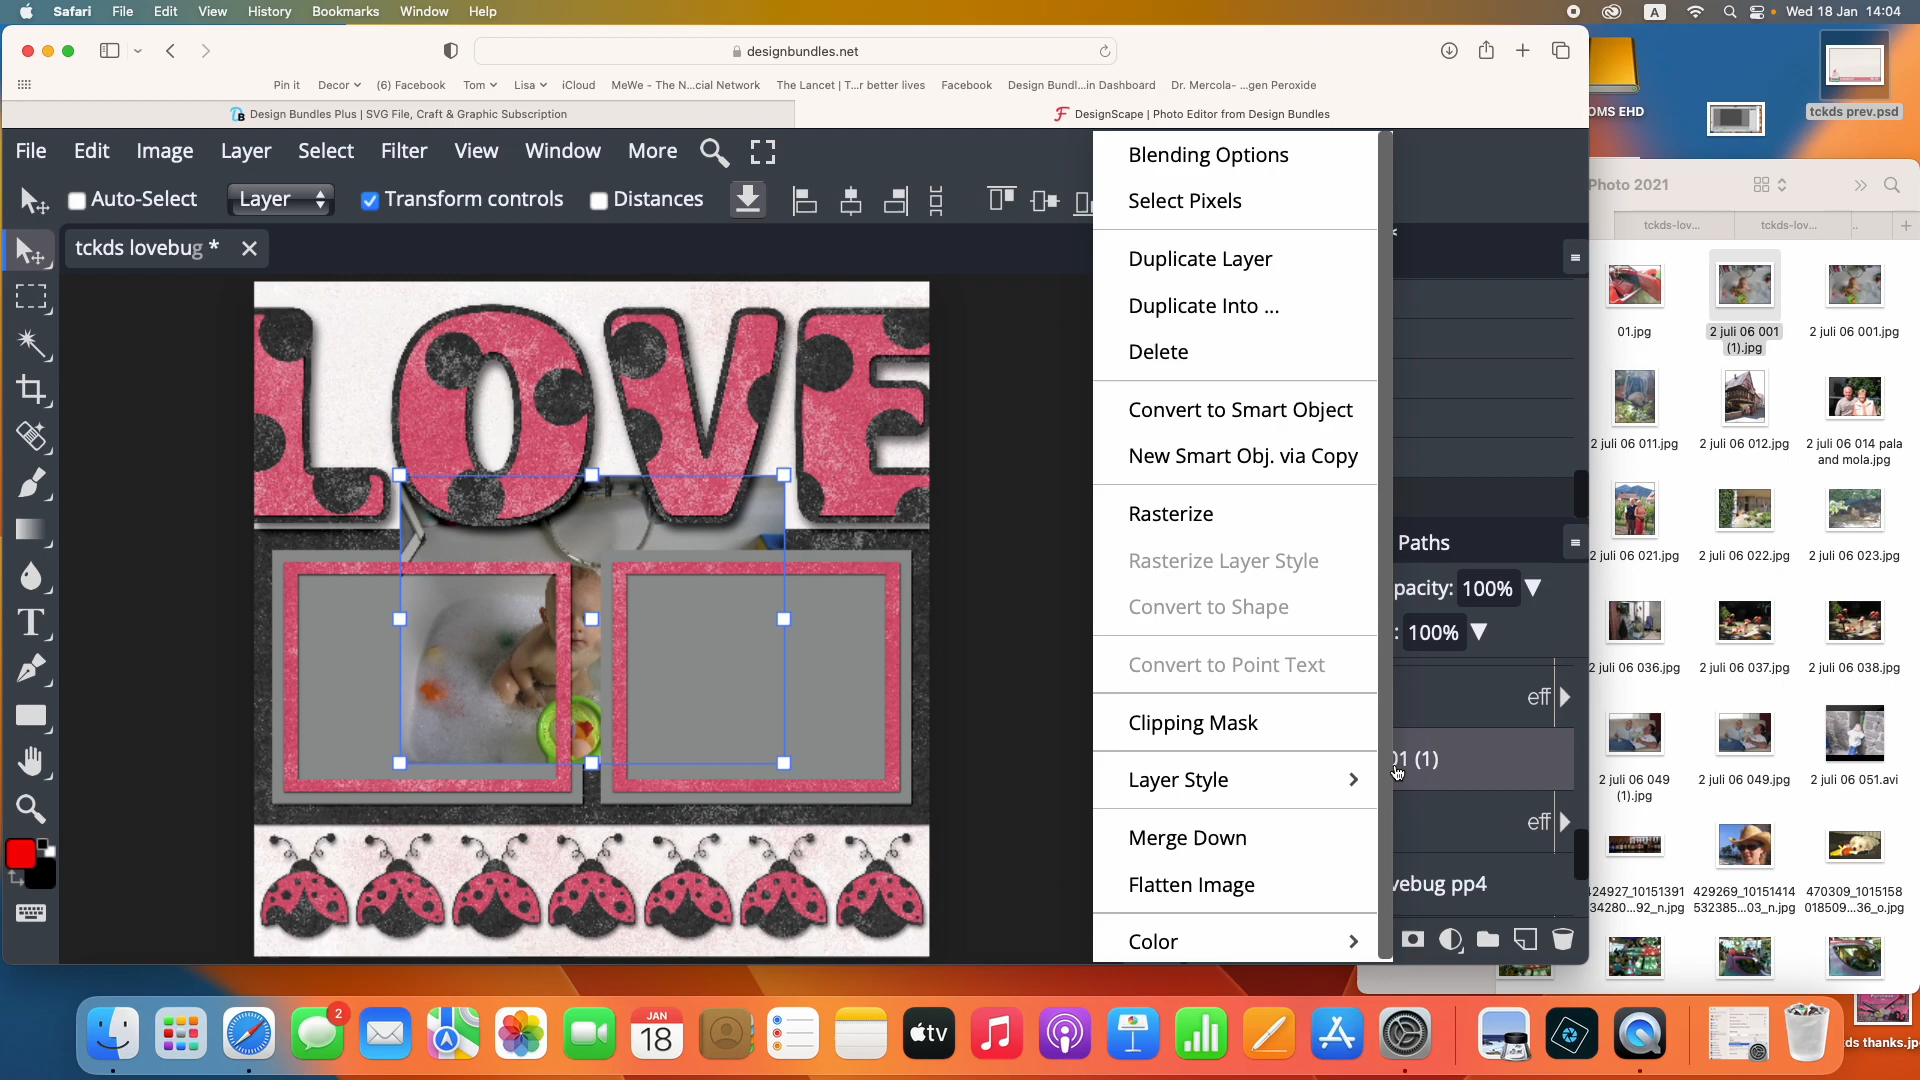 Safari File Edit View History Bookmarks Window Help
A Wed 18 Jan 14:04
designbundles.net
Pin it Decor (6) Facebook Tom Lisa iCloud MeWe - The N...cial Network The Lancet | T...r better lives Facebook Design Bundl...in Dashboard Dr. Mercola- ...gen Peroxide
Design Bundles Plus | SVG File, Craft & Graphic Subscription
DesignScape | Photo Editor from Design Bundles
File Edit Image Layer Select Filter View Window More
Auto-Select Layer Transform controls Distances
tckds lovebug *
LOVE
Blending Options
Select Pixels
Duplicate Layer
Duplicate Into ...
Delete
Convert to Smart Object
New Smart Obj. via Copy
Rasterize
Rasterize Layer Style
Convert to Shape
Convert to Point Text
Clipping Mask
Layer Style
Merge Down
Flatten Image
Color
Paths
pacity: 100%
: 100%
eff
01 (1)
eff
vebug pp4
OMS EHD
tckds prev.psd
Photo 2021
tckds-lov... tckds-lov... ..
01.jpg
2 juli 06 001
(1).jpg
2 juli 06 001.jpg
2 juli 06 011.jpg
2 juli 06 012.jpg
2 juli 06 014 pala
and mola.jpg
2 juli 06 021.jpg
2 juli 06 022.jpg
2 juli 06 023.jpg
2 juli 06 036.jpg
2 juli 06 037.jpg
2 juli 06 038.jpg
2 juli 06 049
(1).jpg
2 juli 06 049.jpg
2 juli 06 051.avi
424927_10151391
34280...92_n.jpg
429269_10151414
532385...03_n.jpg
470309_1015158
018509...36_o.jpg
2
JAN
18
tv
ds thanks.jp